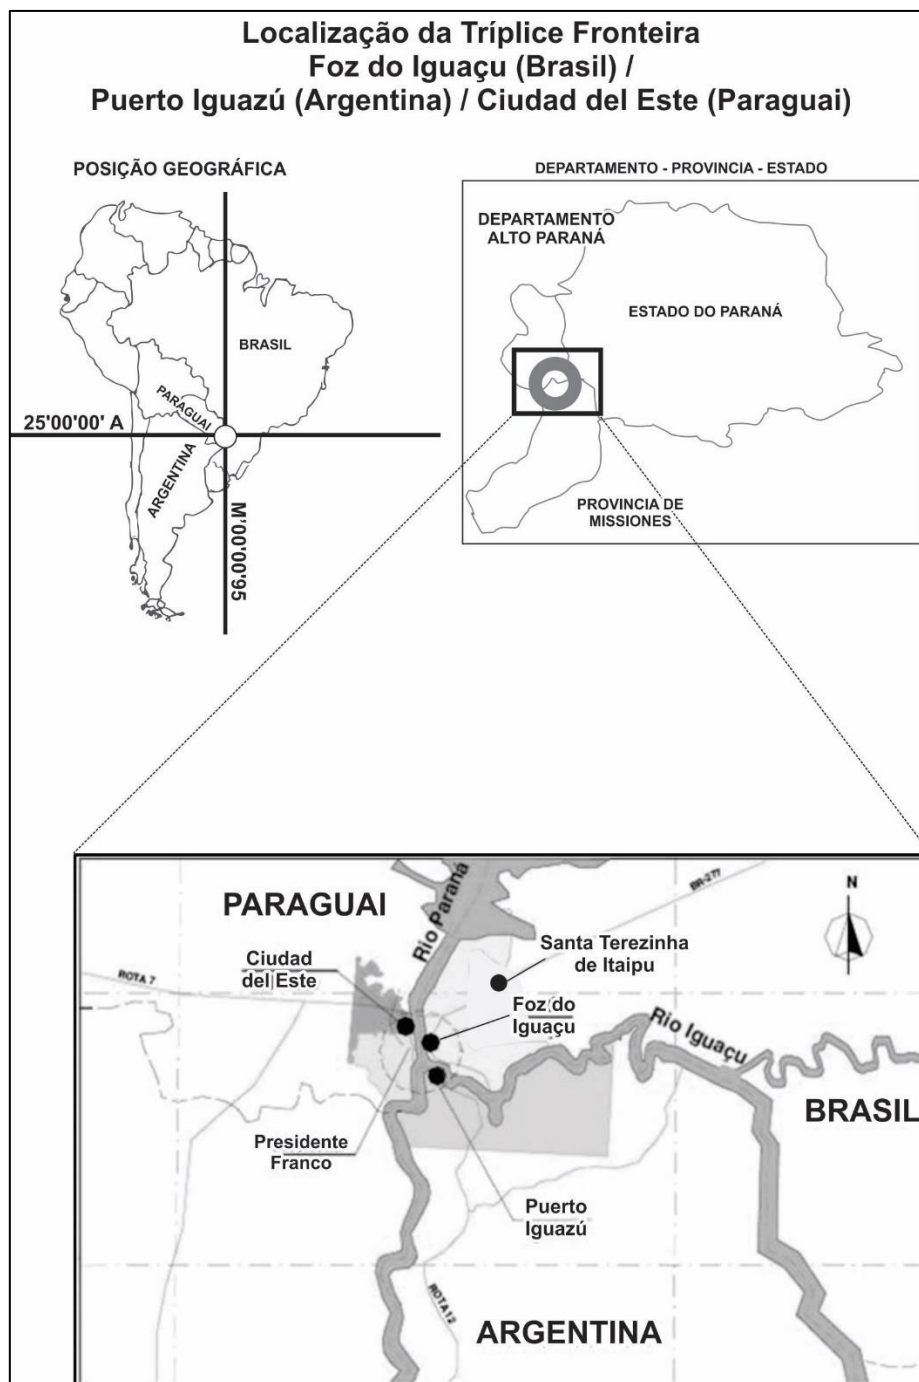 Localização da Tríplice Fronteira
Foz do Iguaçu (Brasil) /
Puerto Iguazú (Argentina) / Ciudad del Este (Paraguai)
POSIÇÃO GEOGRÁFICA
BRASIL
PARAGUAI
25'00'00' A
ARGENTINA
M'00'00'95
DEPARTAMENTO - PROVINCIA - ESTADO
DEPARTAMENTO
ALTO PARANÁ
ESTADO DO PARANÁ
PROVINCIA DE
MISSIONES
PARAGUAI
Rio Paraná
BR-277
N
Ciudad
del Este
Santa Terezinha
de Itaipu
ROTA 7
Foz do
Iguaçu
Rio Iguaçu
BRASIL
Presidente
Franco
Puerto
Iguazú
ROTA12
ARGENTINA